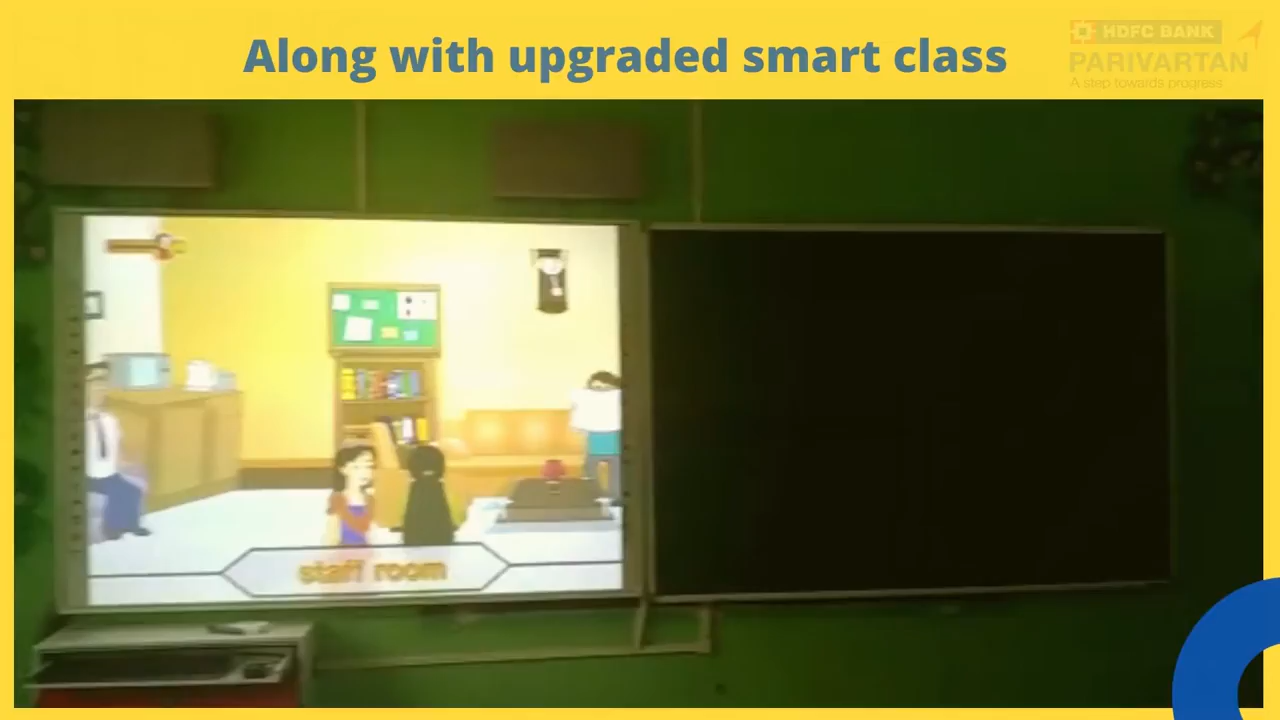 Along with upgraded smart class
HDFC BANK
PARIVARTAN
A step towards progress
staff room